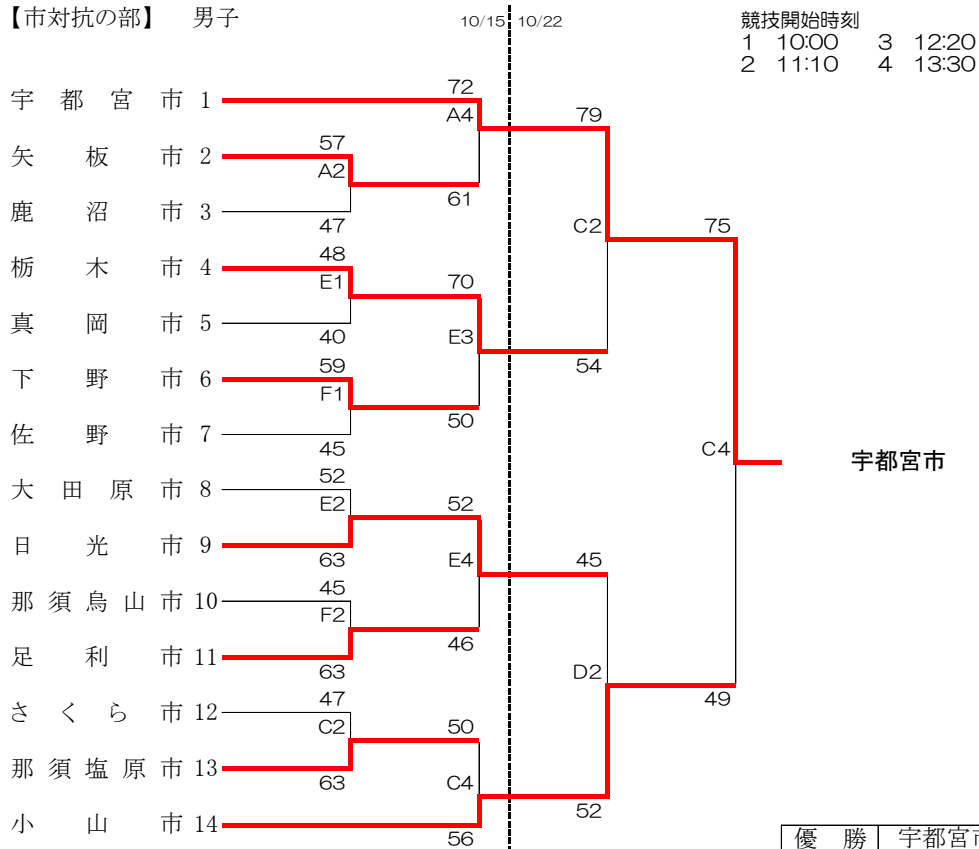 【市対抗の部】 男子
10/15 10/22
競技開始時刻
1 10:00 3 12:20
2 11:10 4 13:30
宇都宮市 1
72
A4
79
矢板市 2
57
A2
61
鹿沼市 3
47
C2
75
栃木市 4
48
E1
70
真岡市 5
40
E3
54
下野市 6
59
F1
50
佐野市 7
45
C4
宇都宮市
大田原市 8
52
E2
52
日光市 9
63
E4
45
那須烏山市 10
45
F2
46
足利市 11
63
D2
49
さくら市 12
47
C2
50
那須塩原市 13
63
C4
52
小山市 14
56
優勝 宇都宮市